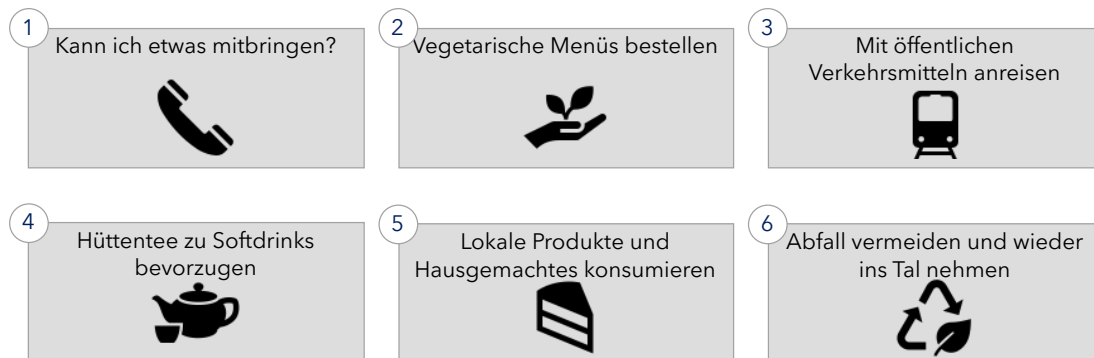 1
Kann ich etwas mitbringen?
2
Vegetarische Menüs bestellen
3
Mit öffentlichen
Verkehrsmitteln anreisen
4
Hüttentee zu Softdrinks
bevorzugen
5
Lokale Produkte und
Hausgemachtes konsumieren
6
Abfall vermeiden und wieder
ins Tal nehmen